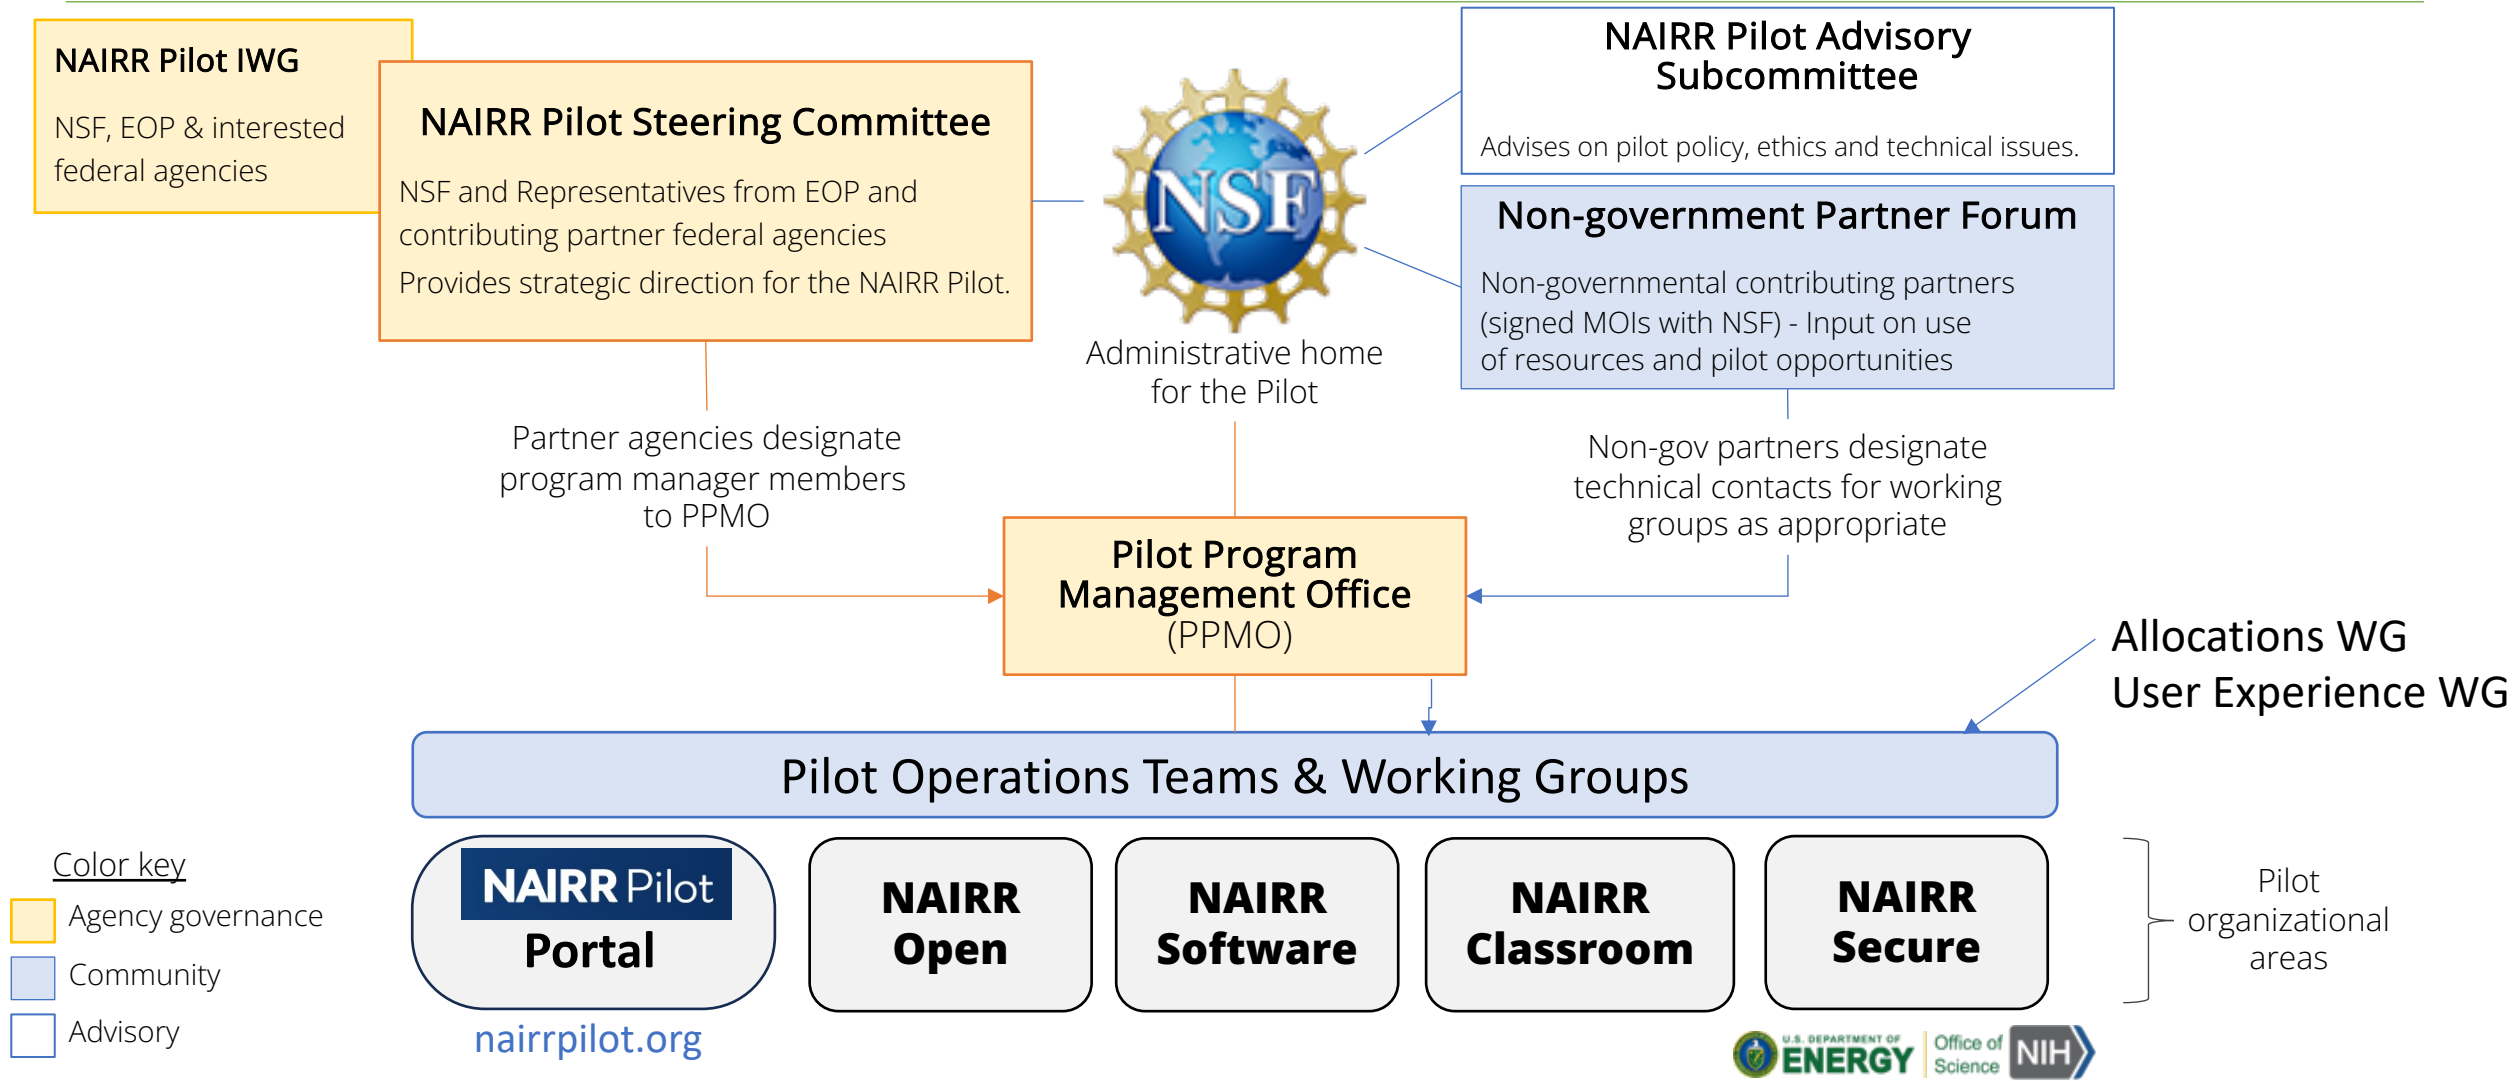 NAIRR Pilot IWG
NSF, EOP & interested
federal agencies
NAIRR Pilot Steering Committee
NSF and Representatives from EOP and
contributing partner federal agencies
Provides strategic direction for the NAIRR Pilot.
NSF
Administrative home
for the Pilot
NAIRR Pilot Advisory
Subcommittee
Advises on pilot policy, ethics and technical issues.
Non-government Partner Forum
Non-governmental contributing partners
(signed MOIs with NSF) - Input on use
of resources and pilot opportunities
Partner agencies designate
program manager members
to PPMO
Non-gov partners designate
technical contacts for working
groups as appropriate
Pilot Program
Management Office
(PPMO)
Allocations WG
User Experience WG
Pilot Operations Teams & Working Groups
NAIRR Pilot
Portal
nairrpilot.org
NAIRR
Open
NAIRR
Software
NAIRR
Classroom
NAIRR
Secure
Pilot
organizational
areas
Color key
Agency governance
Community
Advisory
U.S. DEPARTMENT OF
ENERGY
Office of
Science
NIH